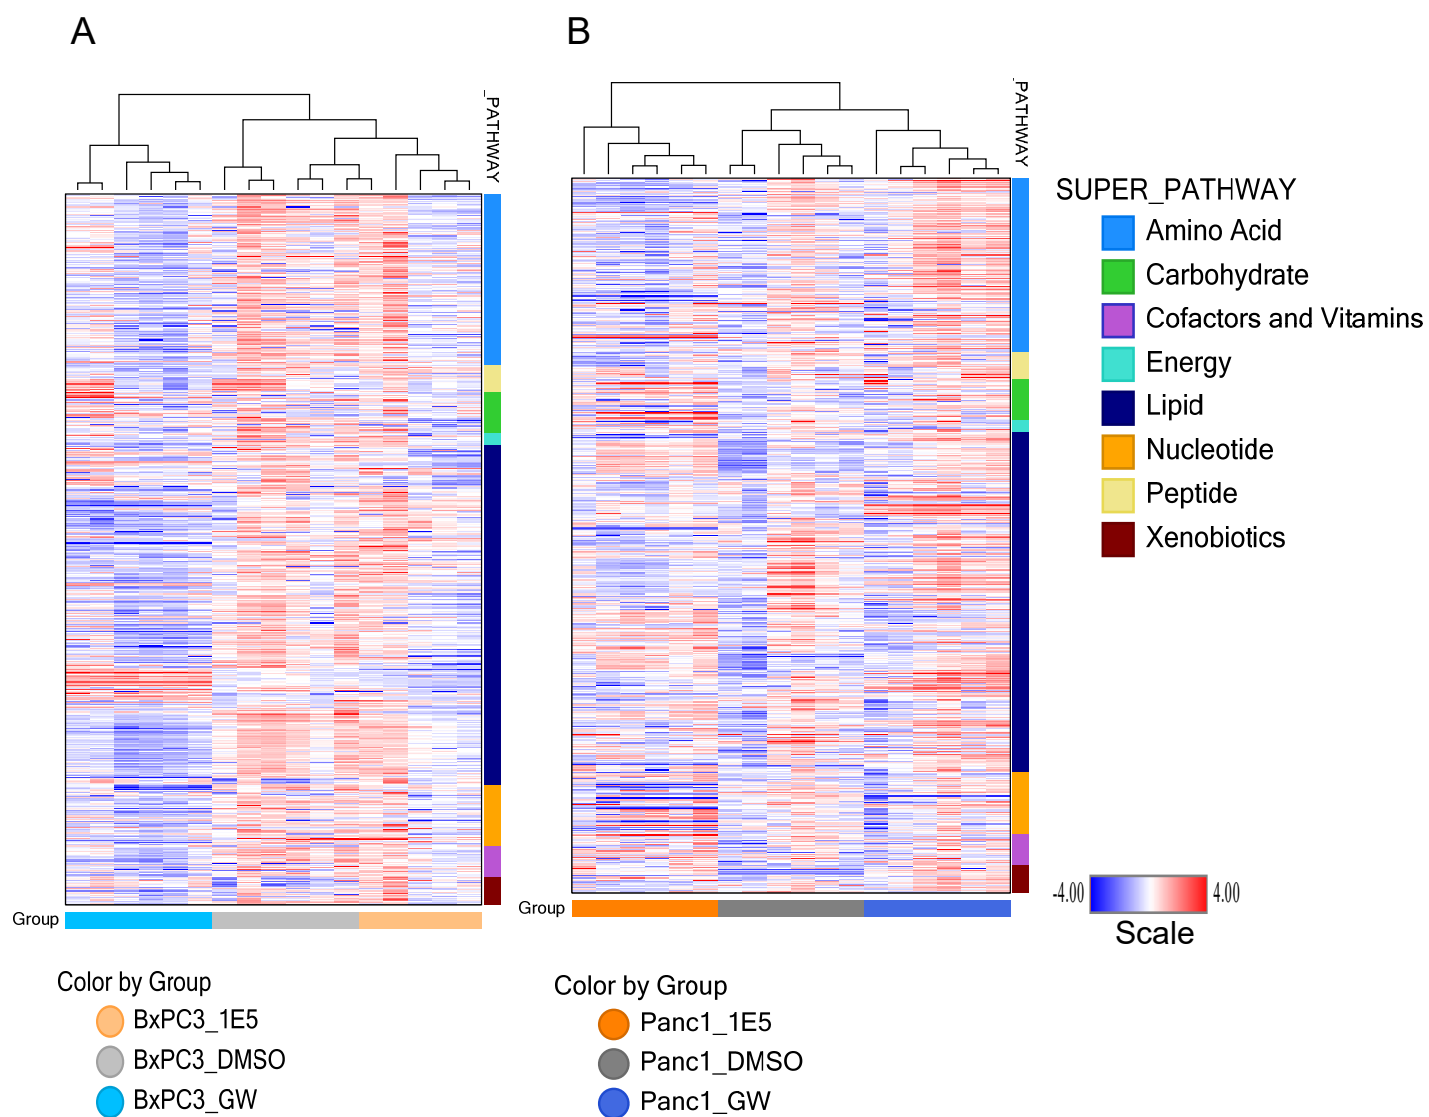 A
B
_PATHWAY
_PATHWAY
SUPER_PATHWAY
Amino Acid
Carbohydrate
Cofactors and Vitamins
Energy
Lipid
Nucleotide
Peptide
Xenobiotics
-4.00
4.00
Scale
Group
Group
Color by Group
BxPC3_1E5
BxPC3_DMSO
BxPC3_GW
Color by Group
Panc1_1E5
Panc1_DMSO
Panc1_GW